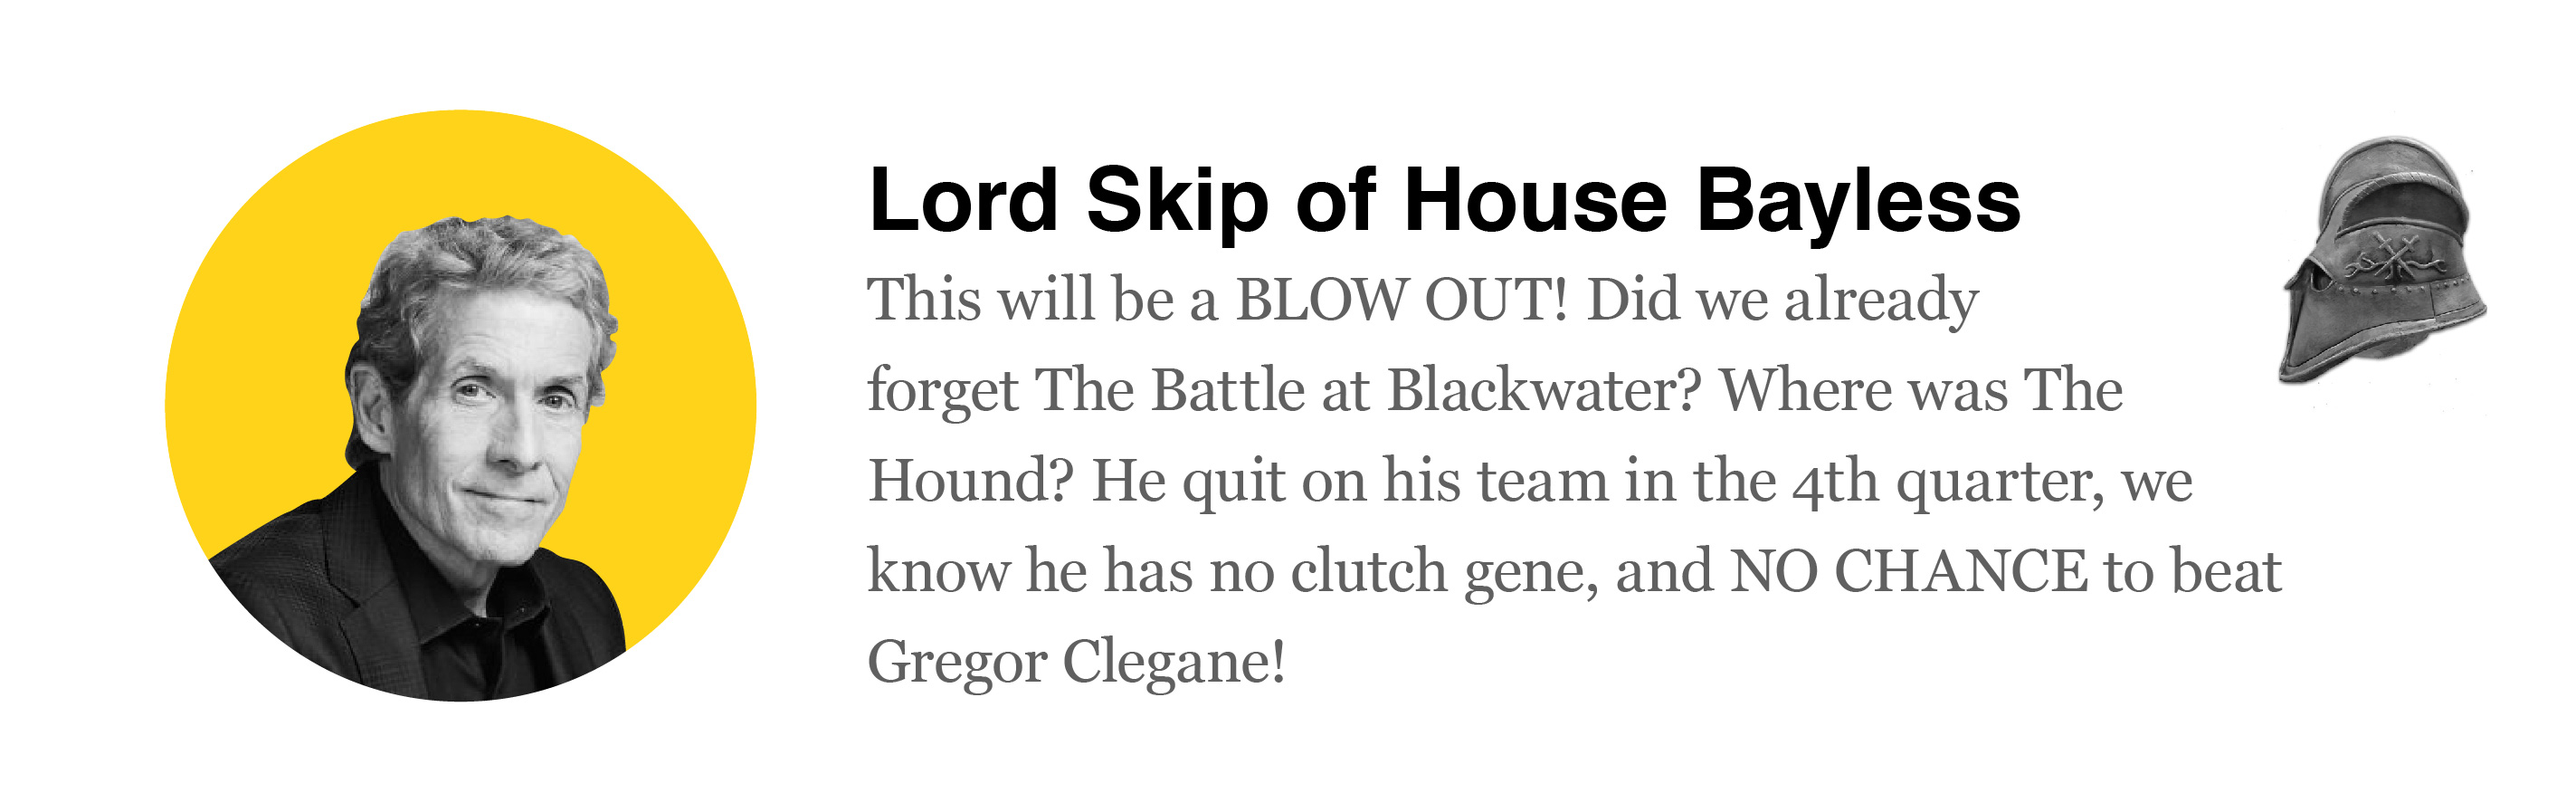 Lord Skip of House Bayless
This will be a BLOW OUT! Did we already
forget The Battle at Blackwater? Where was The
Hound? He quit on his team in the 4th quarter, we
know he has no clutch gene, and NO CHANCE to beat
Gregor Clegane!